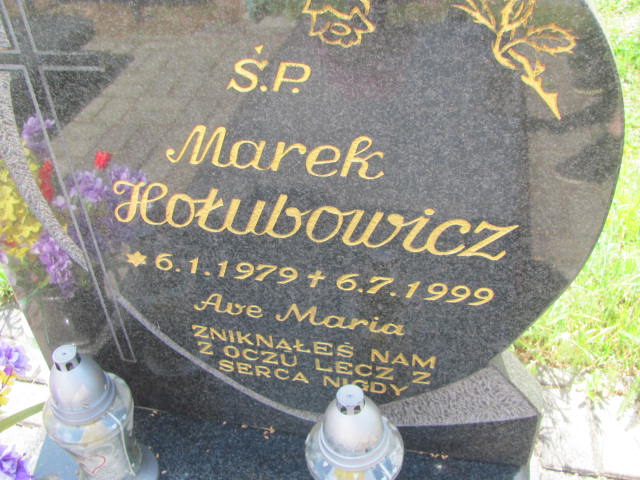 Ś.P.
Marek
Hołubowicz
* 6.1.1979 + 6.7.1999
Ave Maria
ZNIKNĄŁEŚ NAM
Z OCZU LECZ Z
SERCA NIGDY